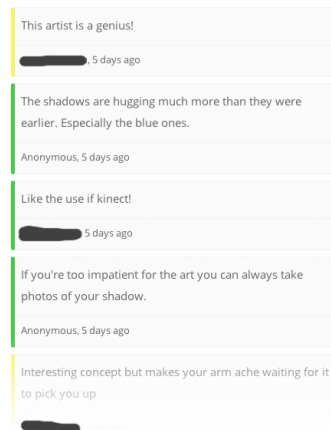 This artist is a genius!
, 5 days ago
The shadows are hugging much more than they were
earlier. Especially the blue ones.
Anonymous, 5 days ago
Like the use if kinect!
5 days ago
If you're too impatient for the art you can always take
photos of your shadow.
Anonymous, 5 days ago
Interesting concept but makes your arm ache waiting for it
to pick you up